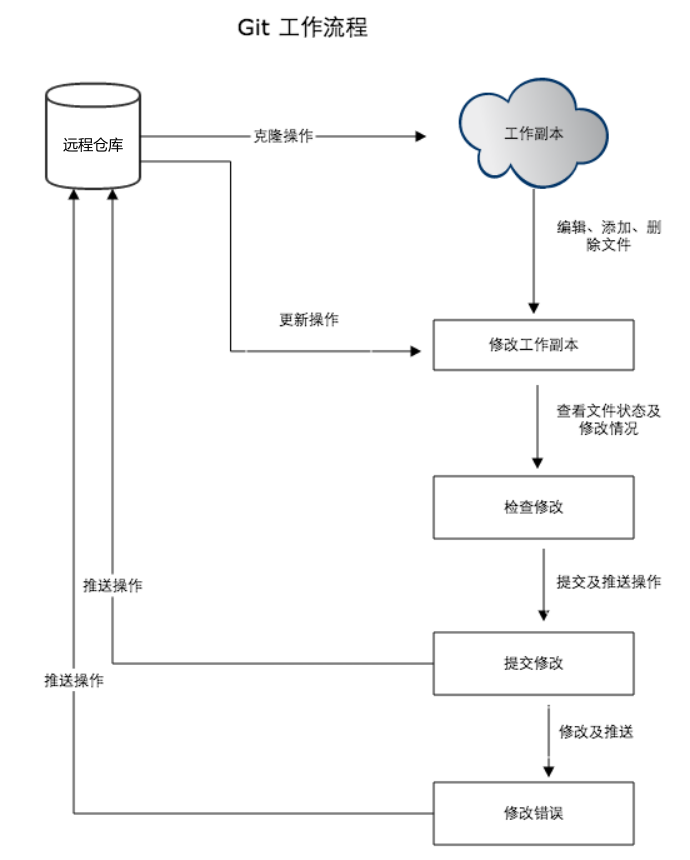 Git 工作流程
远程仓库
克隆操作
工作副本
编辑、添加、删
除文件
更新操作
修改工作副本
查看文件状态及
修改情况
检查修改
推送操作
提交及推送操作
提交修改
推送操作
修改及推送
修改错误